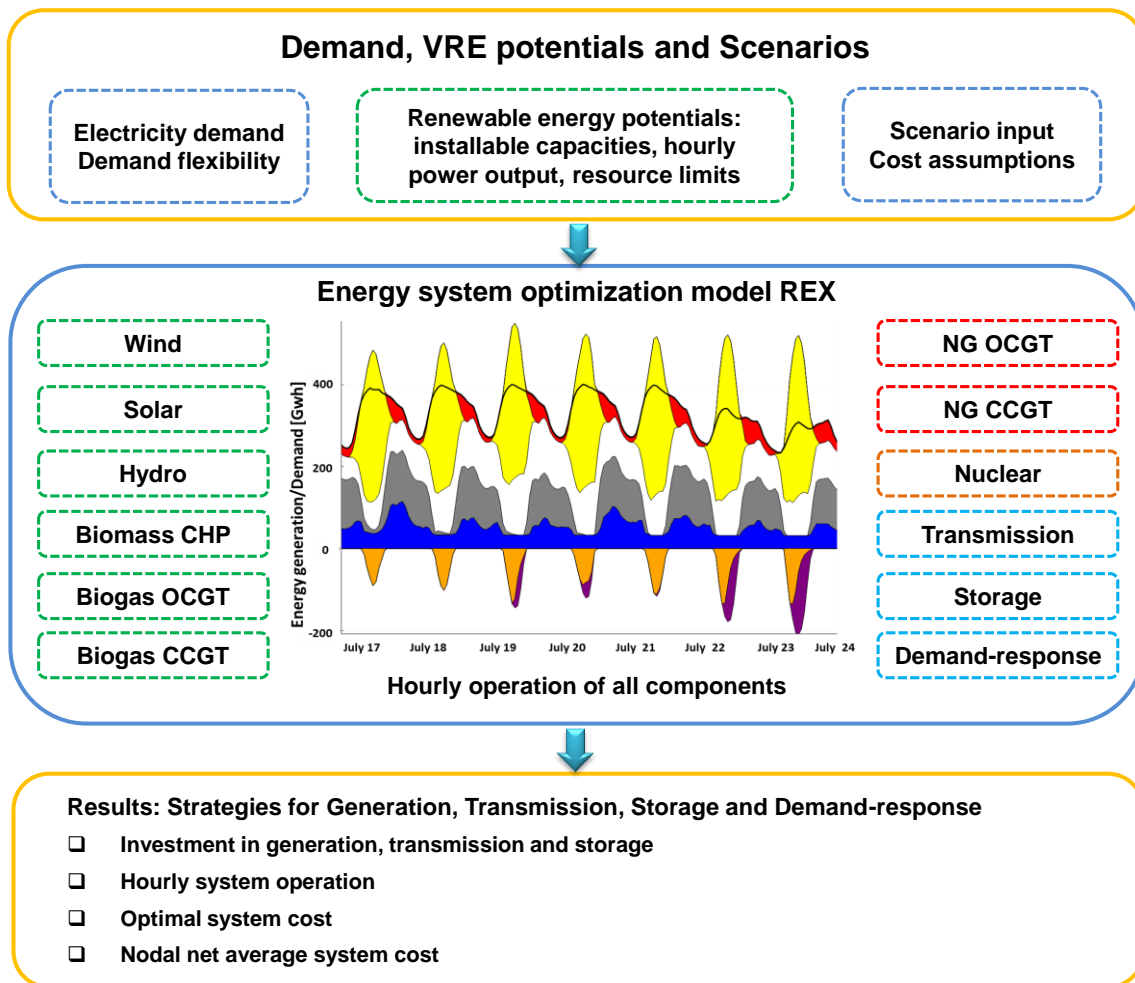 Demand, VRE potentials and Scenarios
Electricity demand
Demand flexibility
Renewable energy potentials:
installable capacities, hourly
power output, resource limits
Scenario input
Cost assumptions
Energy system optimization model REX
Wind
Solar
Hydro
Biomass CHP
Biogas OCGT
Biogas CCGT
Energy generation/Demand [Gwh]
400
200
0
-200
July 17
July 18
July 19
July 20
July 21
July 22
July 23
July 24
Hourly operation of all components
NG OCGT
NG CCGT
Nuclear
Transmission
Storage
Demand-response
Results: Strategies for Generation, Transmission, Storage and Demand-response
❑ Investment in generation, transmission and storage
❑ Hourly system operation
❑ Optimal system cost
❑ Nodal net average system cost